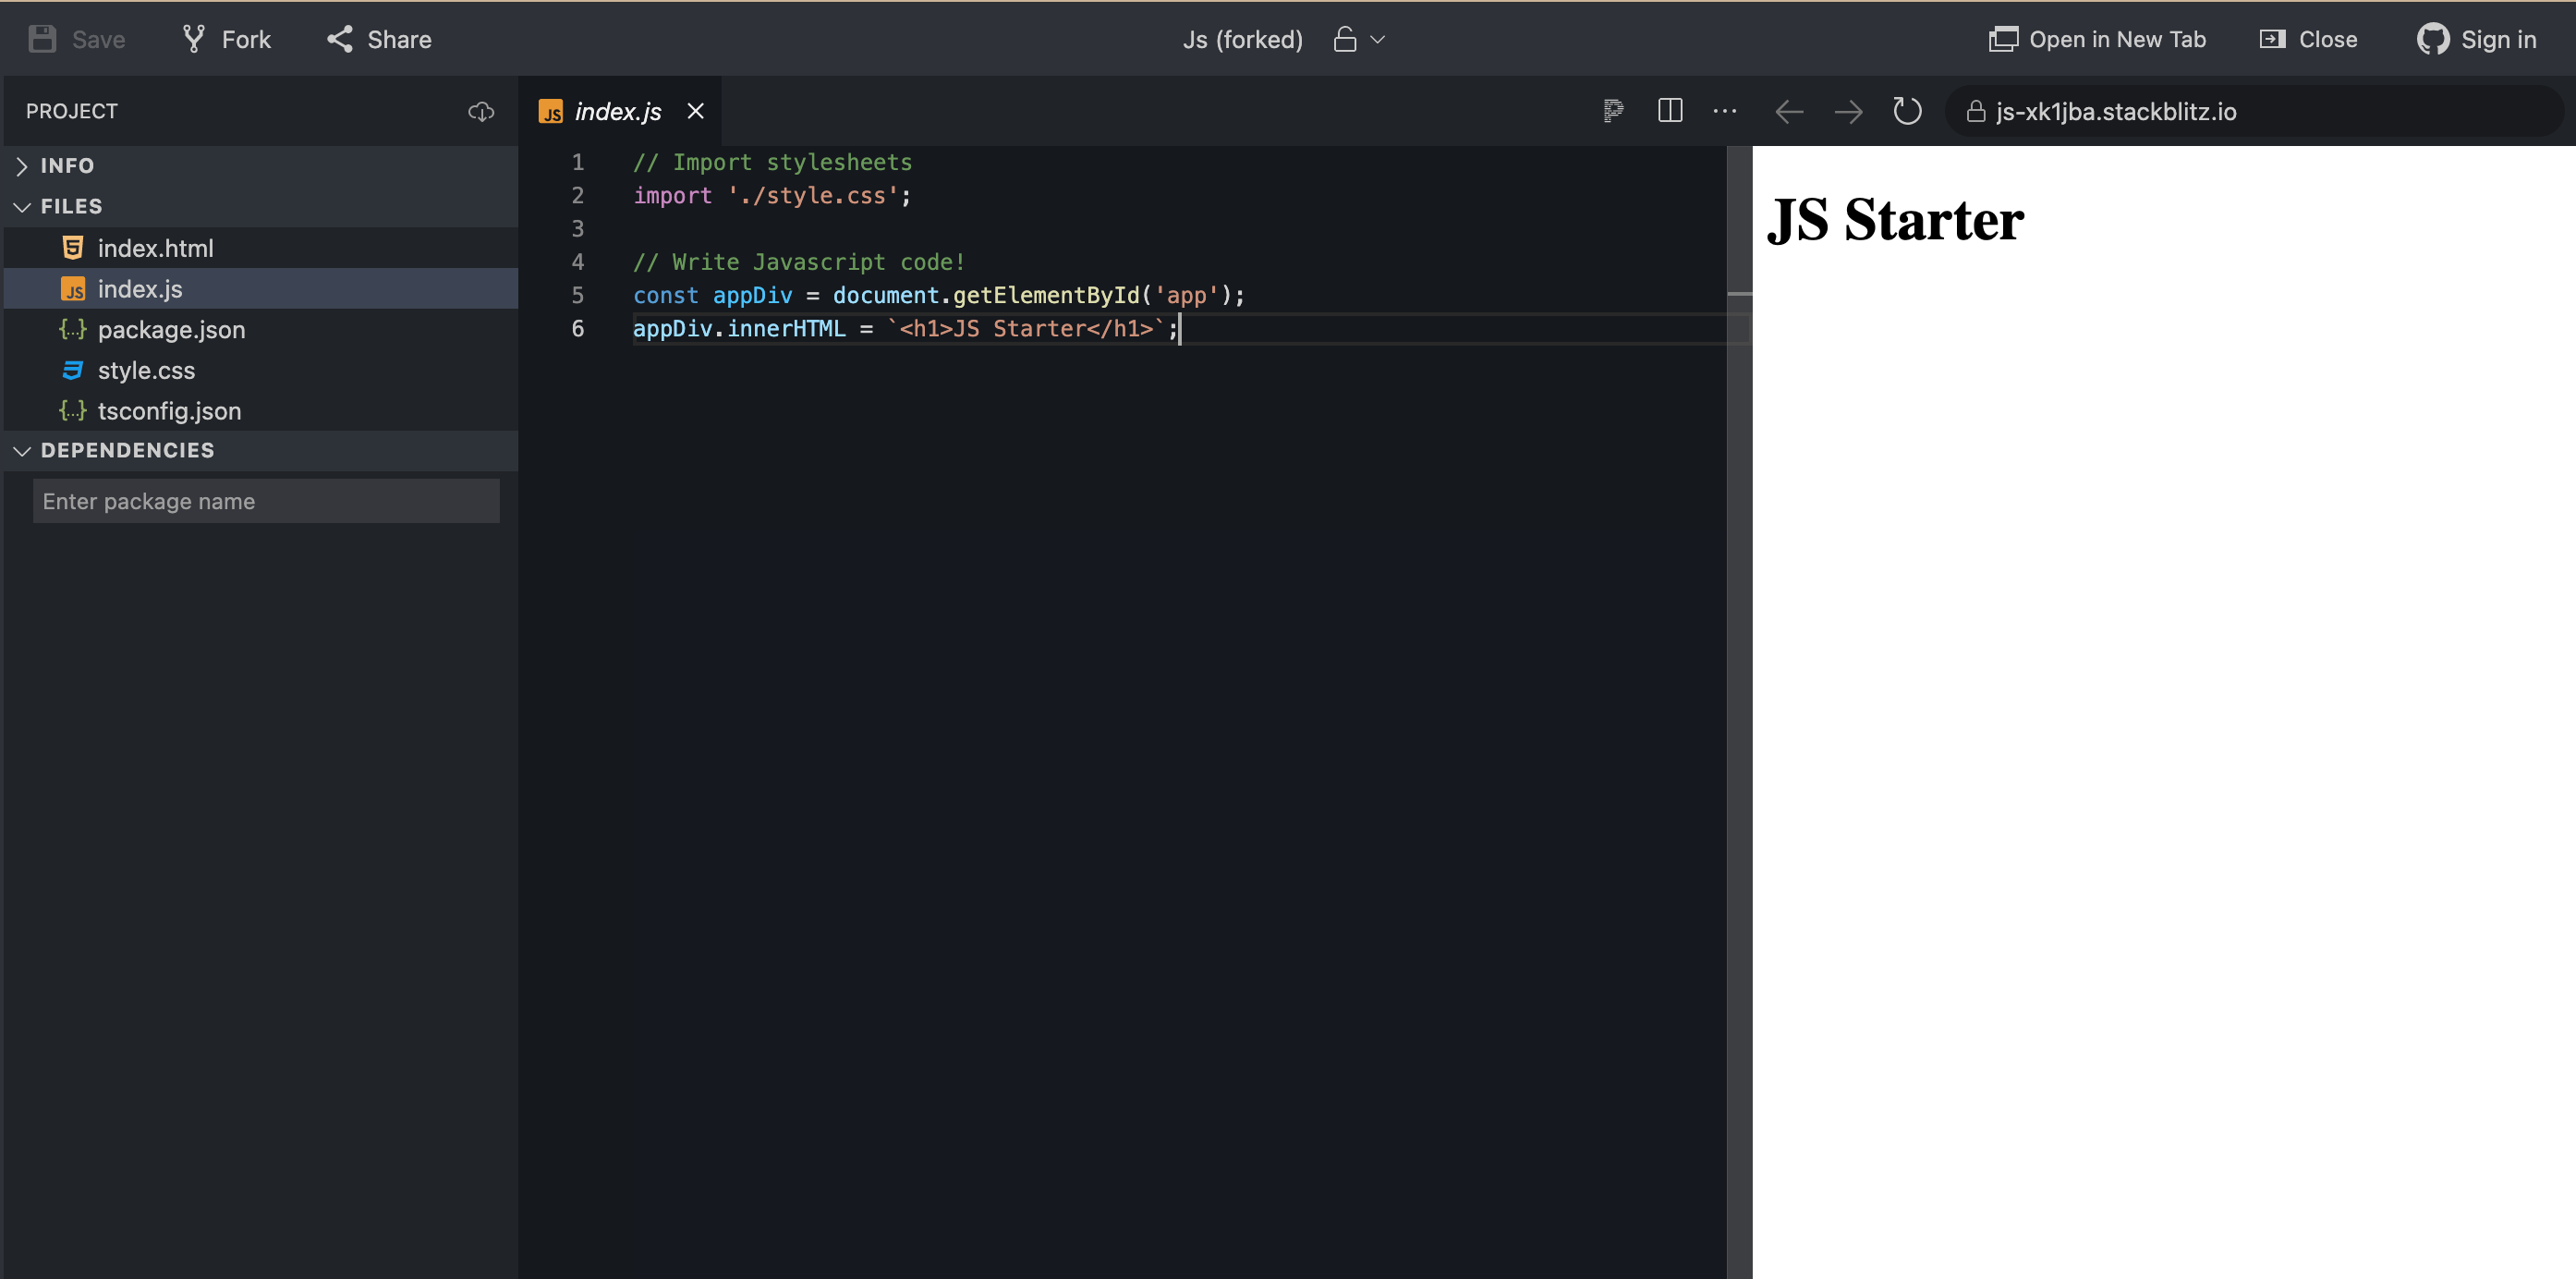 Save Fork Share Js (forked) Open in New Tab Close Sign in
PROJECT
INFO
FILES
index.html
JS index.js
package.json
style.css
tsconfig.json
DEPENDENCIES
Enter package name
JS index.js
1 // Import stylesheets
2 import './style.css';
3
4 // Write Javascript code!
5 const appDiv = document.getElementById('app');
6 appDiv.innerHTML = `<h1>JS Starter</h1>`;
js-xk1jba.stackblitz.io
JS Starter